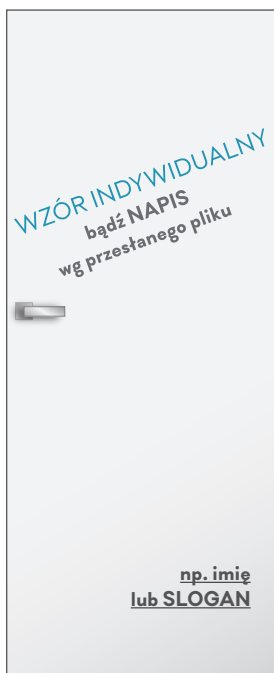 WZÓR INDYWIDUALNY
bądź NAPIS
wg przesłanego pliku
np. imię
lub SLOGAN